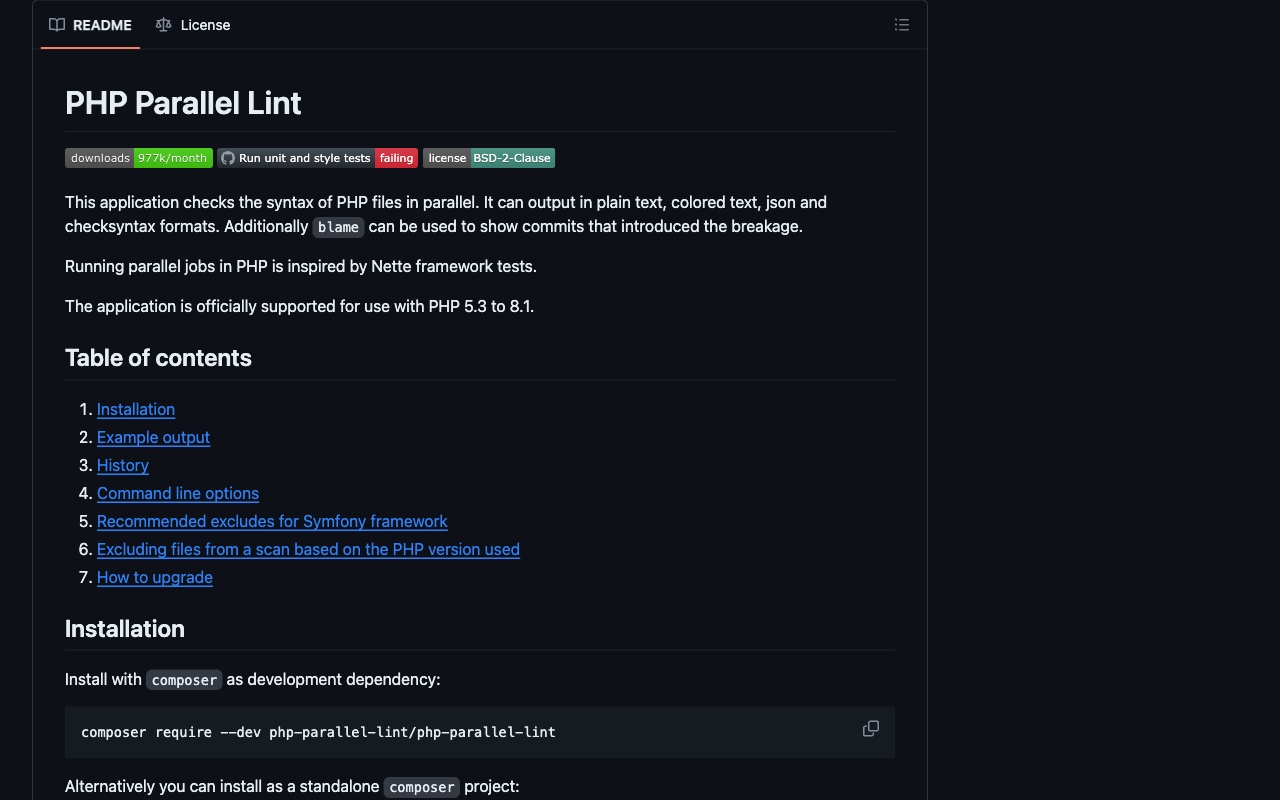 README License
PHP Parallel Lint
downloads 977k/month Run unit and style tests failing license BSD-2-Clause
This application checks the syntax of PHP files in parallel. It can output in plain text, colored text, json and
checksyntax formats. Additionally blame can be used to show commits that introduced the breakage.
Running parallel jobs in PHP is inspired by Nette framework tests.
The application is officially supported for use with PHP 5.3 to 8.1.
Table of contents
1. Installation
2. Example output
3. History
4. Command line options
5. Recommended excludes for Symfony framework
6. Excluding files from a scan based on the PHP version used
7. How to upgrade
Installation
Install with composer as development dependency:
composer require --dev php-parallel-lint/php-parallel-lint
Alternatively you can install as a standalone composer project: